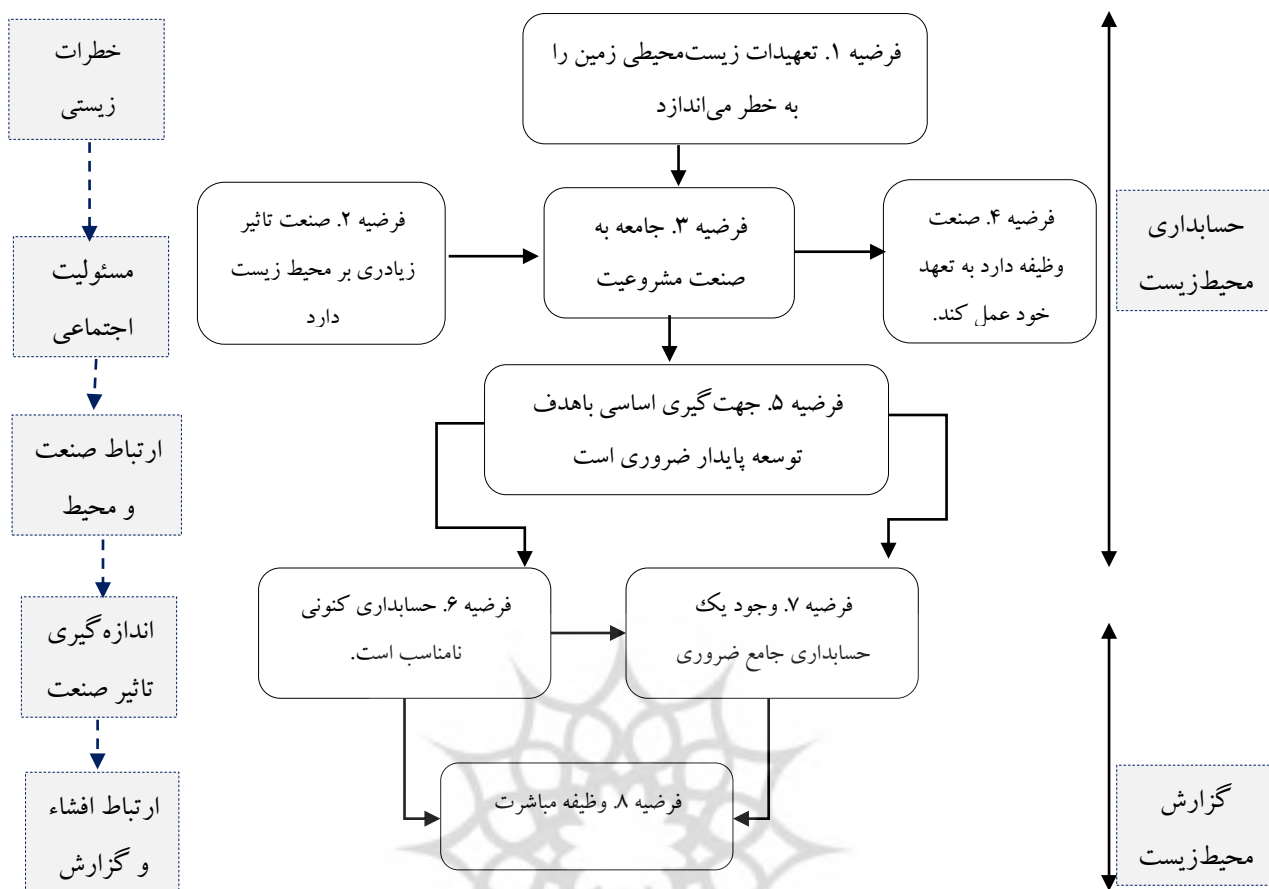 خطرات
زیستی
فرضیه ۱. تعهیدات زیست‌محیطی زمین را
به خطر می‌اندازد
فرضیه ۴. صنعت
وظیفه دارد به تعهد
خود عمل کند.
فرضیه ۳. جامعه به
صنعت مشروعیت
فرضیه ۲. صنعت تاثیر
زیادری بر محیط زیست
دارد
حسابداری
محیط‌زیست
مسئولیت
اجتماعی
فرضیه ۵. جهت‌گیری اساسی باهدف
توسعه پایدار ضروری است
ارتباط صنعت
و محیط
فرضیه ۷. وجود یک
حسابداری جامع ضروری
فرضیه ۶. حسابداری کنونی
نامناسب است.
اندازه‌گیری
تاثیر صنعت
فرضیه ۸. وظیفه مباشرت
گزارش
محیط‌زیست
ارتباط افشاء
و گزارش